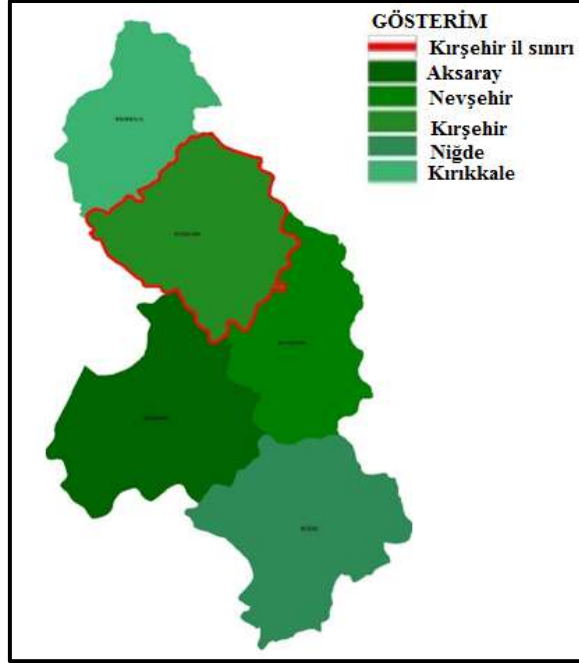 GÖSTERİM
Kırşehir il sınırı
Aksaray
Nevşehir
Kırşehir
Niğde
Kırıkkale